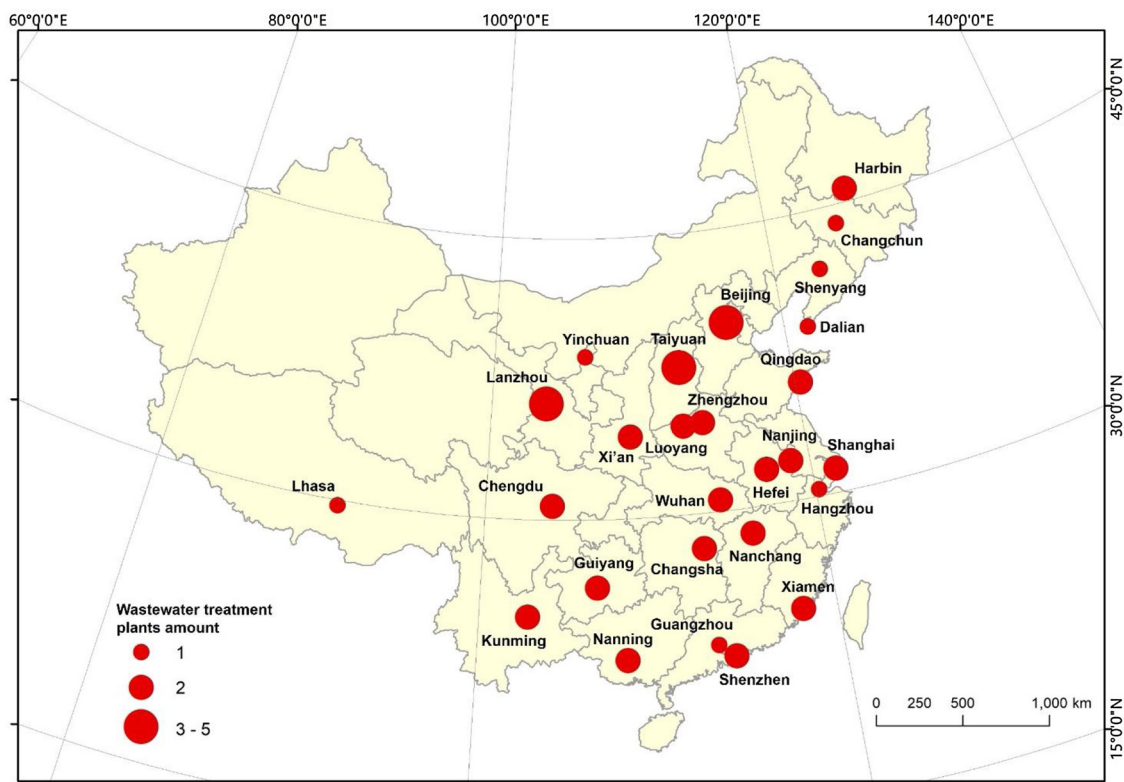 60°0'0"E
80°0'0"E
100°0'0"E
120°0'0"E
140°0'0"E
45°0'0"N
Harbin
Changchun
Shenyang
Beijing
Dalian
Yinchuan
Taiyuan
Qingdao
Lanzhou
30°0'0"N
Zhengzhou
Nanjing
Shanghai
Xi'an
Luoyang
Lhasa
Chengdu
Wuhan
Hefei
Hangzhou
Nanchang
Guiyang
Changsha
Xiamen
Wastewater treatment
plants amount
Guangzhou
Kunming
Nanning
1
Shenzhen
2
0 250 500 1,000 km
3 - 5
15°0'0"N